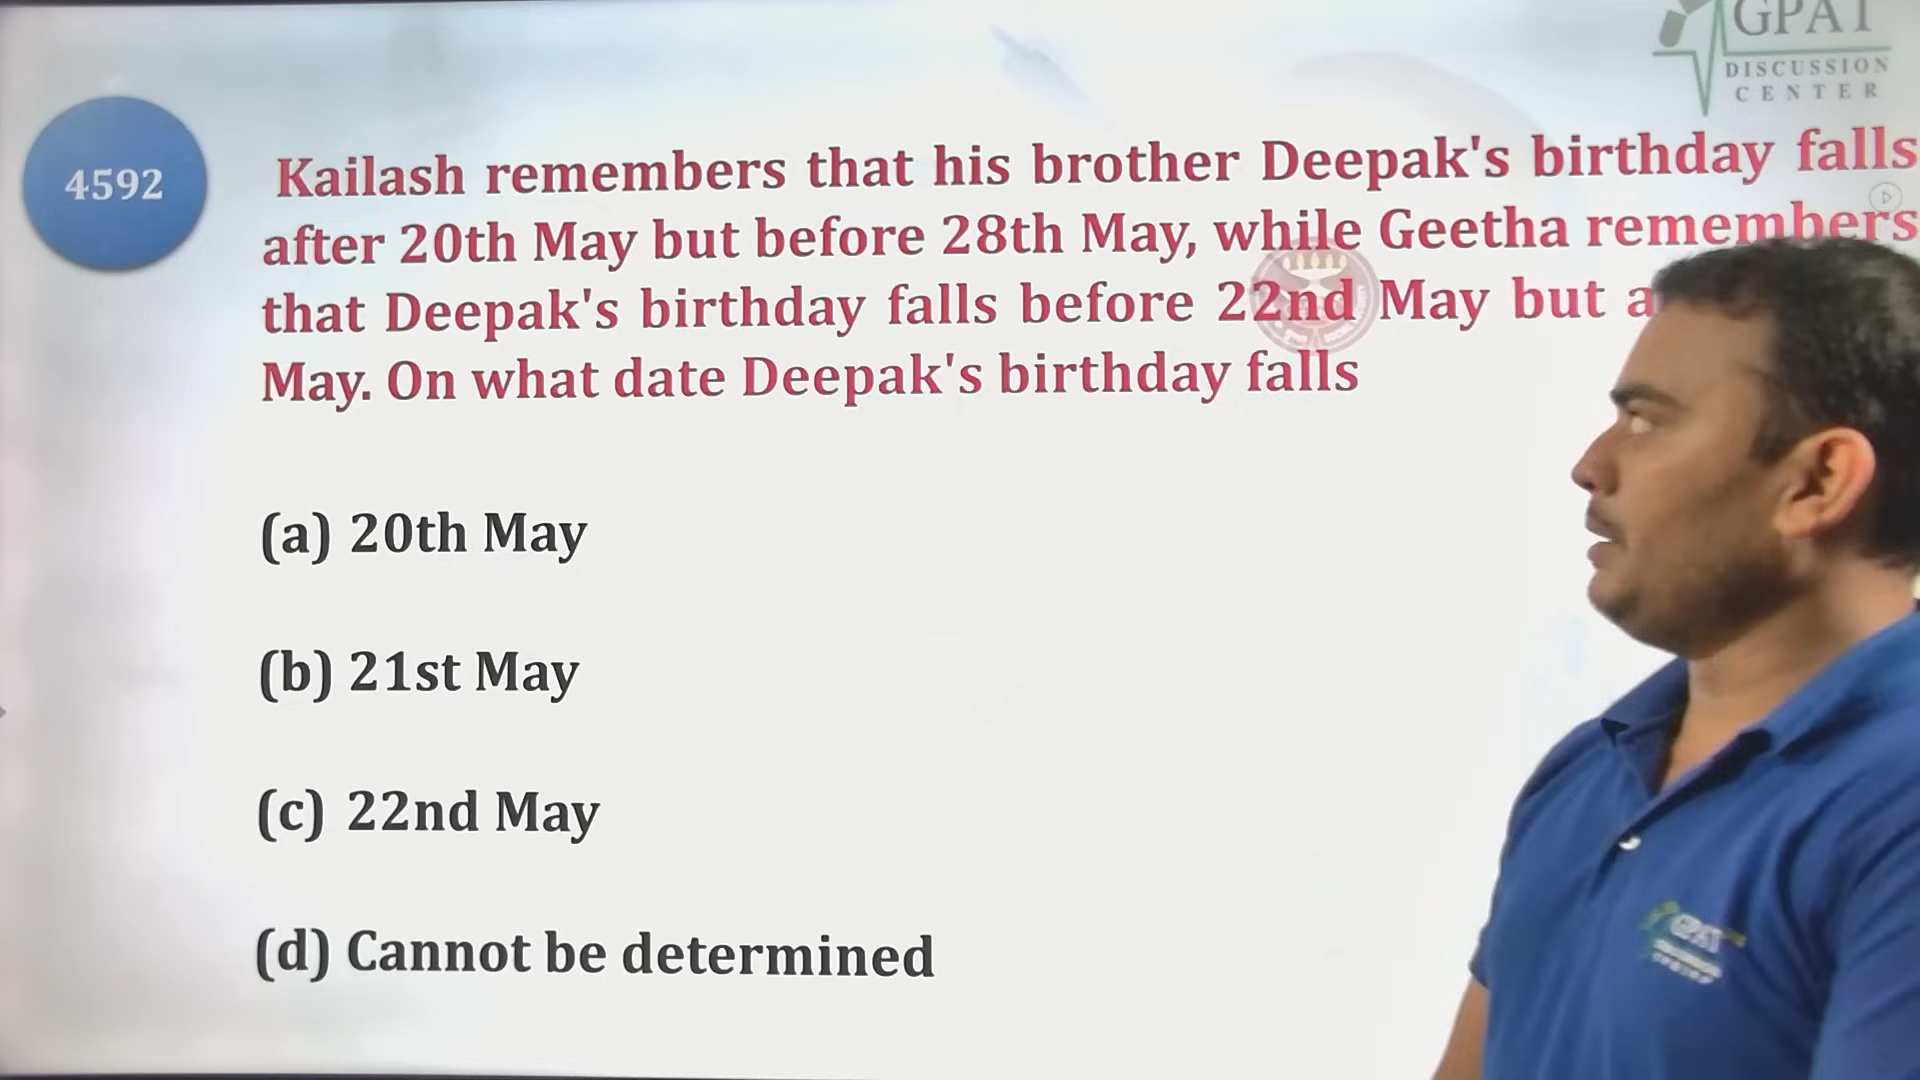 GPAT
DISCUSSION
CENTER
4592
Kailash remembers that his brother Deepak's birthday falls
after 20th May but before 28th May, while Geetha remembers
that Deepak's birthday falls before 22nd May but
May. On what date Deepak's birthday falls
(a) 20th May
(b) 21st May
(c) 22nd May
(d) Cannot be determined
GPAT